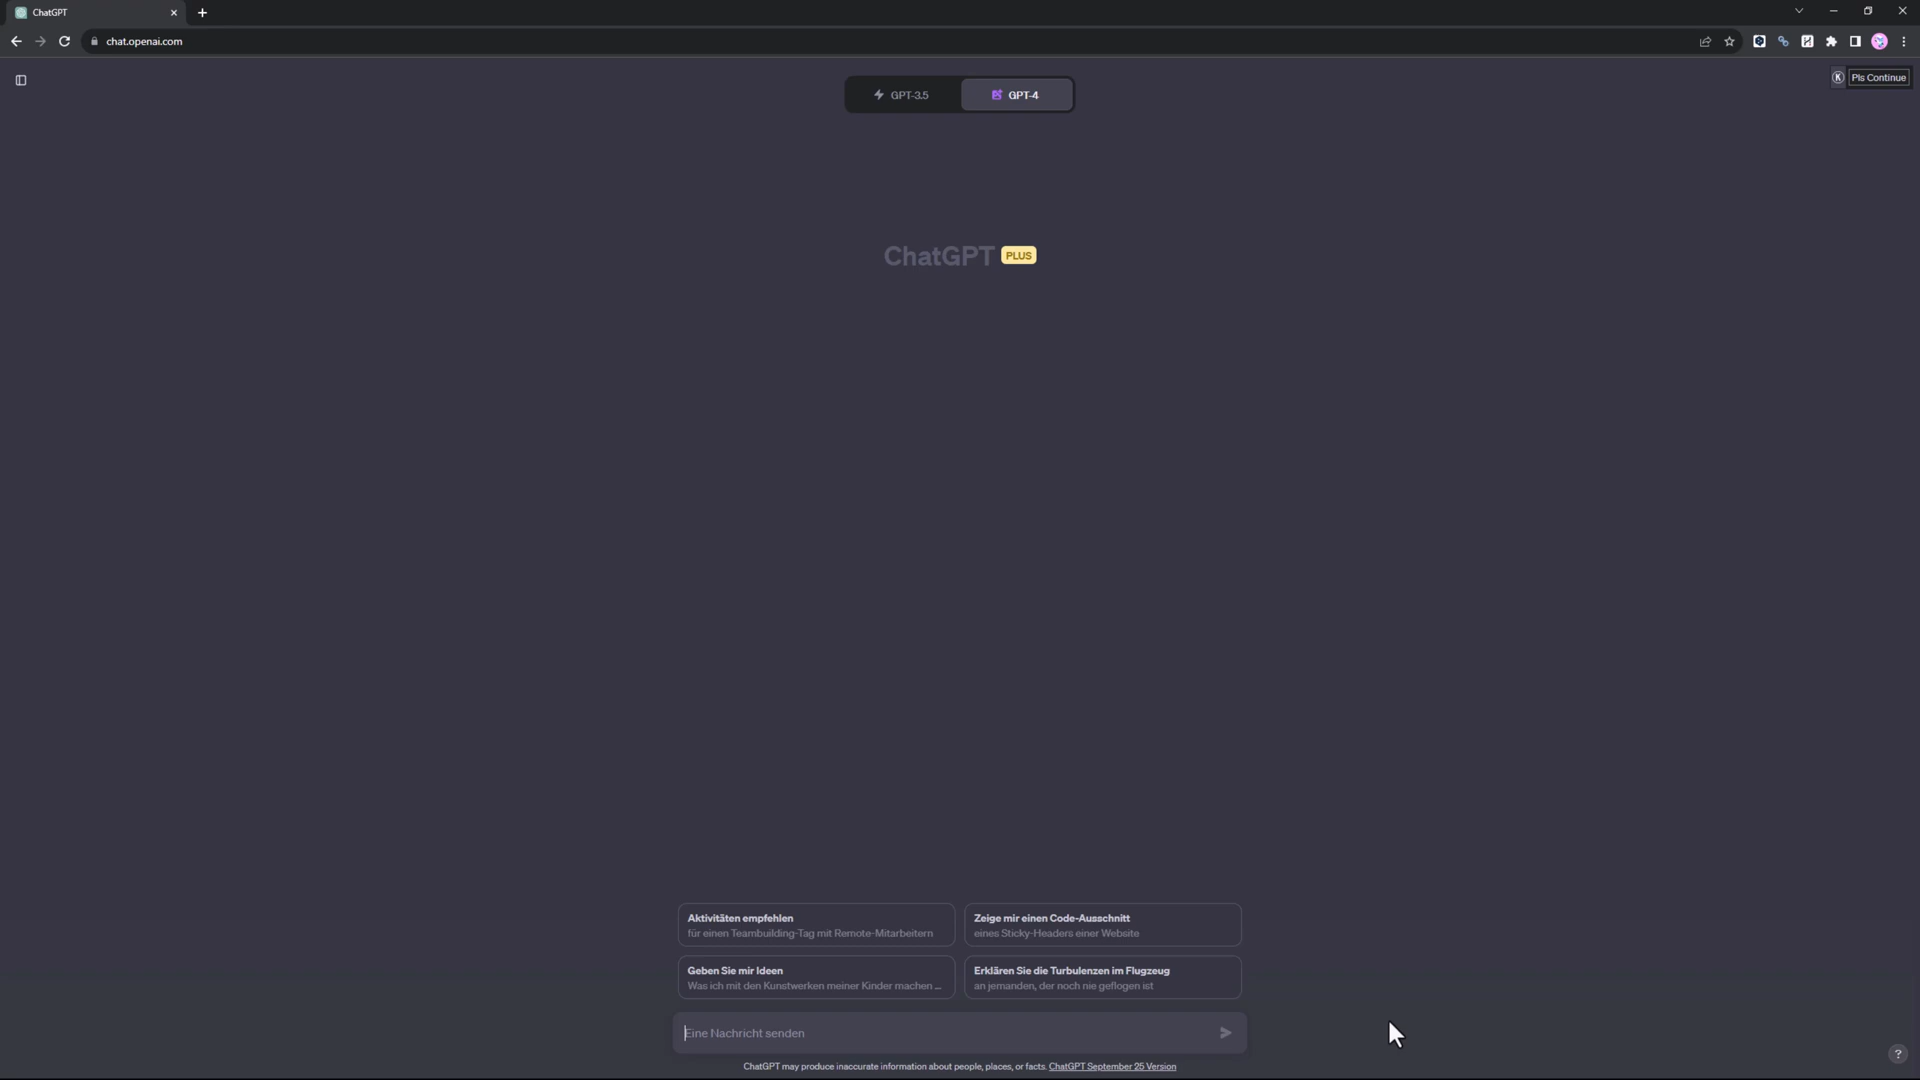 ChatGPT
chat.openai.com
K Pls Continue
GPT-3.5 GPT-4
ChatGPT PLUS
Aktivitäten empfehlen
für einen Teambuilding-Tag mit Remote-Mitarbeitern
Zeige mir einen Code-Ausschnitt
eines Sticky-Headers einer Website
Geben Sie mir Ideen
Was ich mit den Kunstwerken meiner Kinder machen ...
Erklären Sie die Turbulenzen im Flugzeug
an jemanden, der noch nie geflogen ist
Eine Nachricht senden
ChatGPT may produce inaccurate information about people, places, or facts. ChatGPT September 25 Version
?